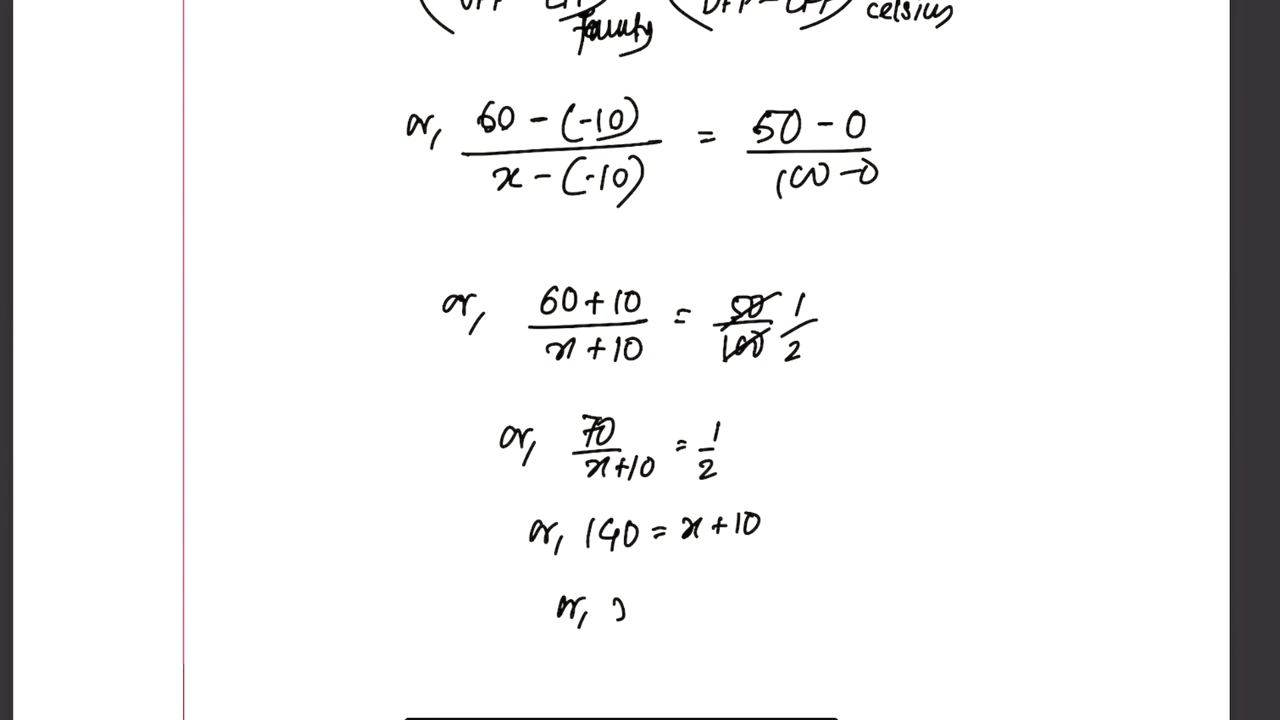 faulty celsius
or, 60 - (-10) / x - (-10) = 50 - 0 / 100 - 0
or, 60 + 10 / x + 10 = 50 / 100 1 / 2
or, 70 / x + 10 = 1 / 2
or, 140 = x + 10
or,